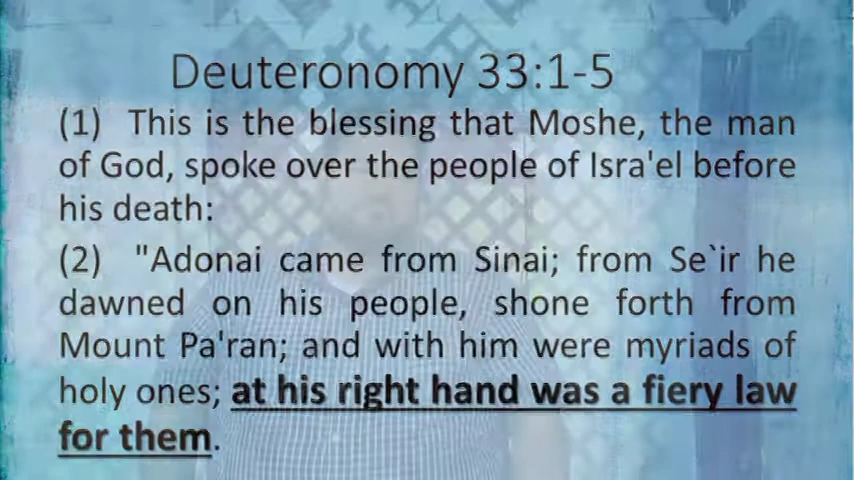 Deuteronomy 33:1-5
(1) This is the blessing that Moshe, the man
of God, spoke over the people of Isra'el before
his death:
(2) "Adonai came from Sinai; from Se`ir he
dawned on his people, shone forth from
Mount Pa'ran; and with him were myriads of
holy ones; at his right hand was a fiery law
for them.